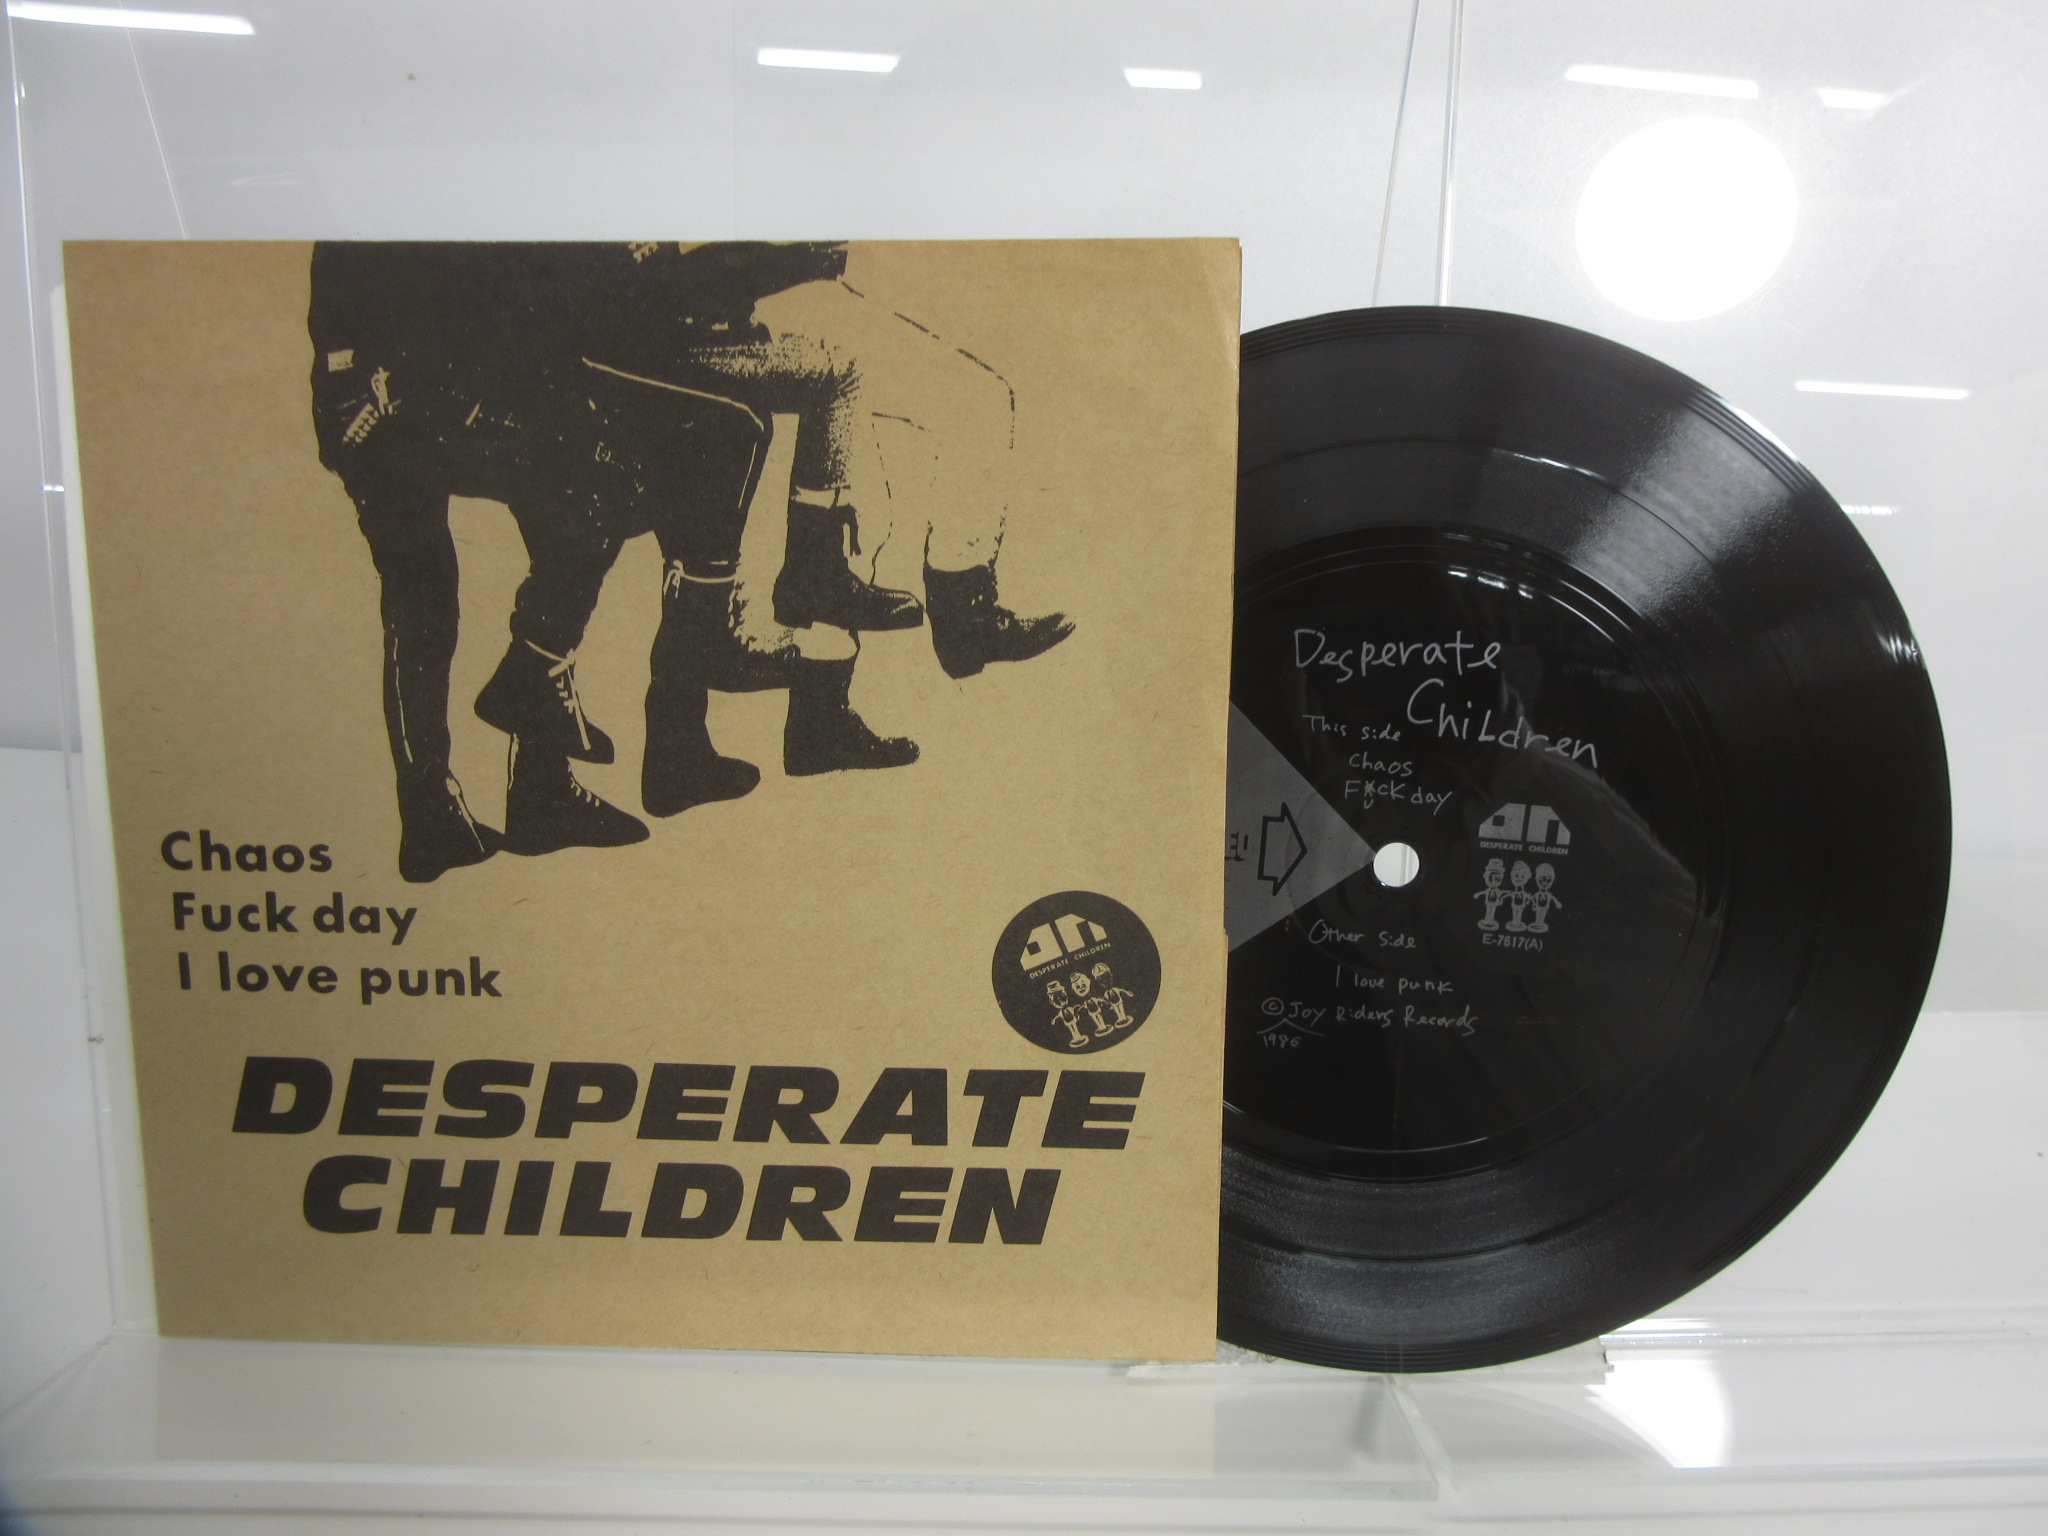 Chaos
Fuck day
I love punk
DESPERATE CHILDREN
DESPERATE
CHILDREN
Desperate
Children
This side
Chaos
F*ck day
DESPERATE CHILDREN
E-7617(A)
Other side
I love punk
© Joy Riders Records
1986